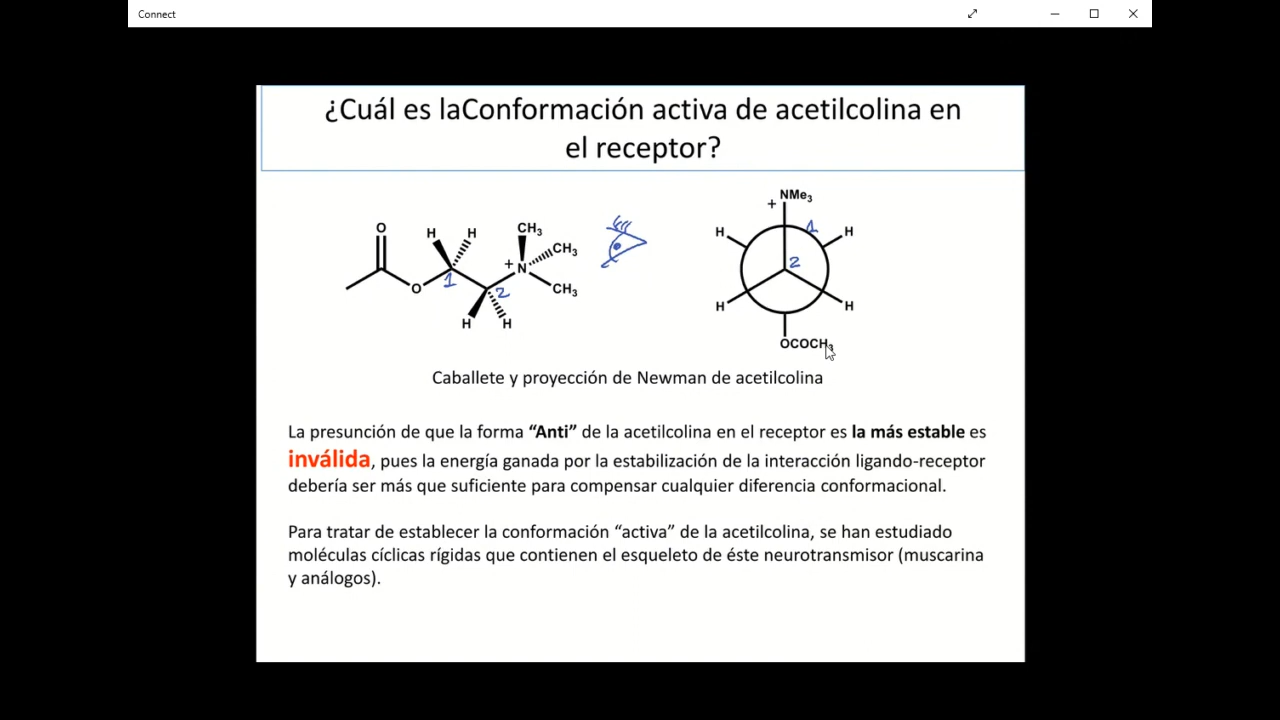 Connect
¿Cuál es laConformación activa de acetilcolina en
el receptor?
O
H
H
CH3
CH3
+
N
O
1
2
CH3
H
H
NMe3
+
H
1
H
2
H
H
OCOCH3
Caballete y proyección de Newman de acetilcolina
La presunción de que la forma “Anti” de la acetilcolina en el receptor es la más estable es
inválida, pues la energía ganada por la estabilización de la interacción ligando-receptor
debería ser más que suficiente para compensar cualquier diferencia conformacional.
Para tratar de establecer la conformación “activa” de la acetilcolina, se han estudiado
moléculas cíclicas rígidas que contienen el esqueleto de éste neurotransmisor (muscarina
y análogos).